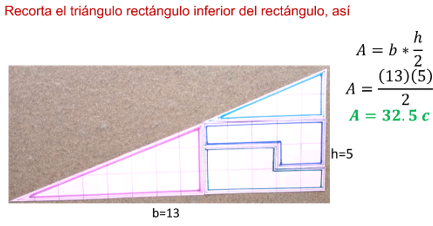 Recorta el triángulo rectángulo inferior del rectángulo, así
A = b * h/2
A = (13)(5)/2
A = 32.5 c
h=5
b=13